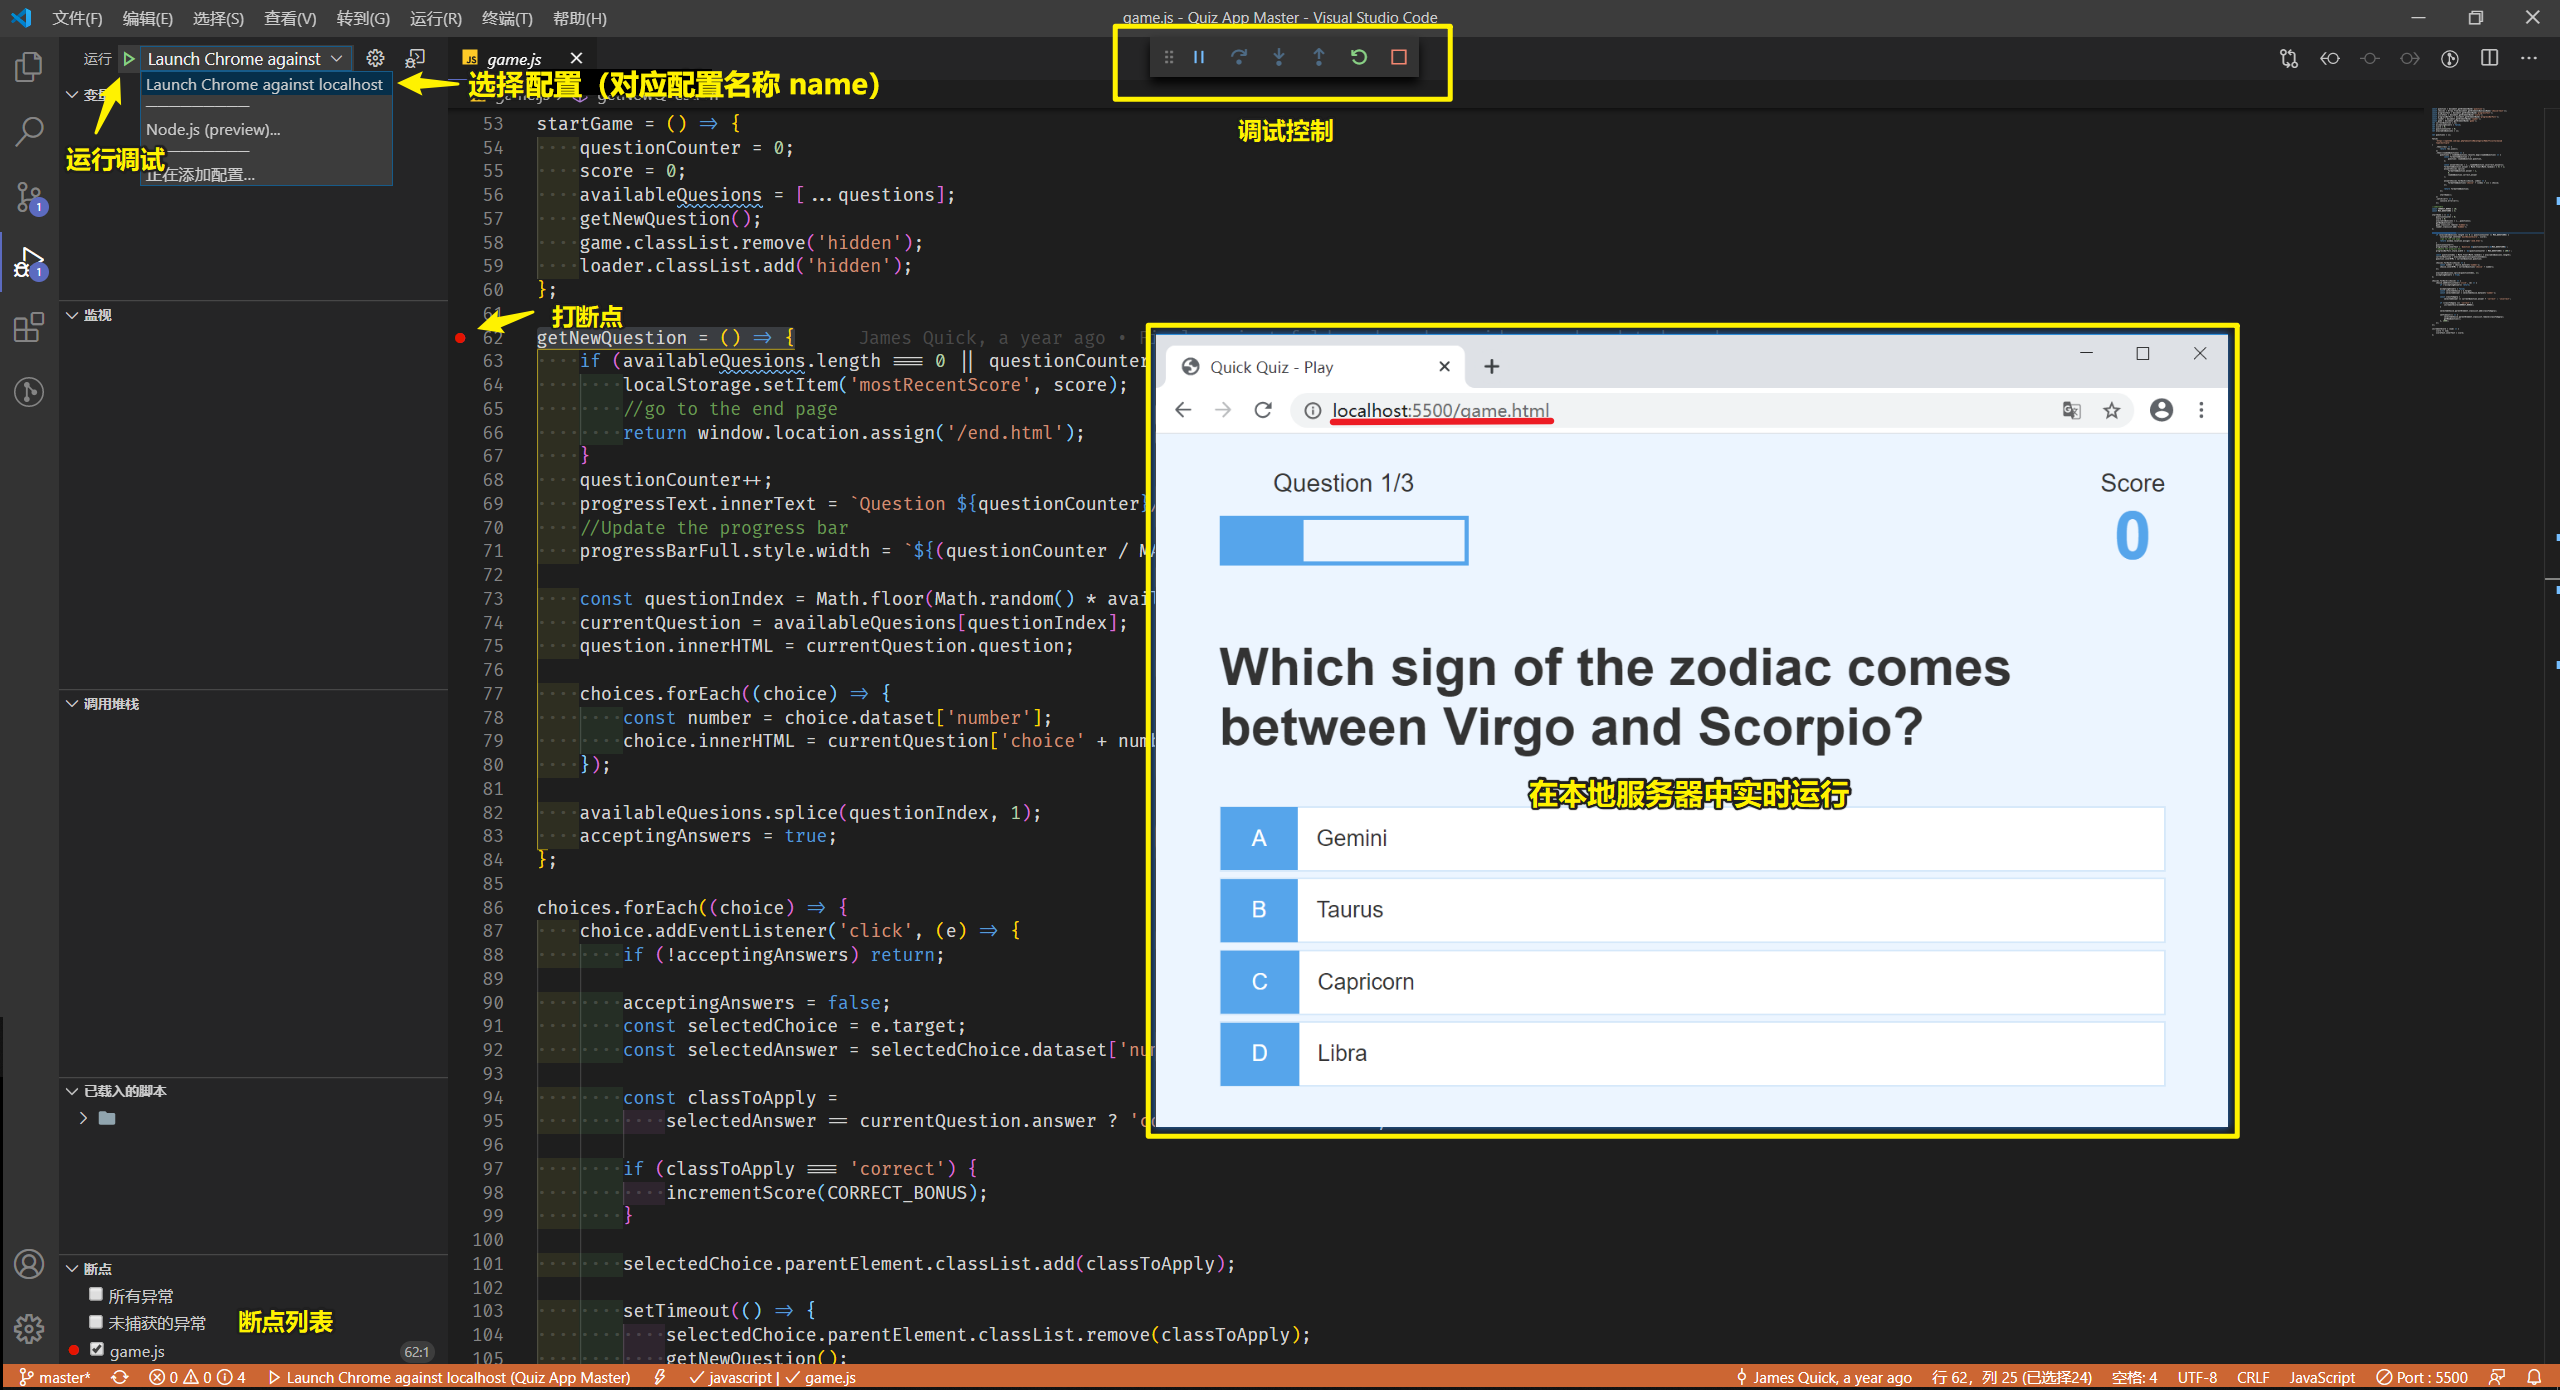 文件(F) 编辑(E) 选择(S) 查看(V) 转到(G) 运行(R) 终端(T) 帮助(H)
game.js - Quiz App Master - Visual Studio Code
运行 Launch Chrome against
Launch Chrome against localhost
Node.js (preview)...
正在添加配置...
运行调试
JS game.js
选择配置（对应配置名称 name）
调试控制
监视
调用堆栈
已载入的脚本
断点
所有异常
未捕获的异常
断点列表
game.js 62:1
打断点
53 startGame = () => {
54 questionCounter = 0;
55 score = 0;
56 availableQuesions = [...questions];
57 getNewQuestion();
58 game.classList.remove('hidden');
59 loader.classList.add('hidden');
60 };
61
62 getNewQuestion = () => { James Quick, a year ago •
63 if (availableQuesions.length === 0 || questionCounter
64 localStorage.setItem('mostRecentScore', score);
65 //go to the end page
66 return window.location.assign('/end.html');
67 }
68 questionCounter++;
69 progressText.innerText = `Question ${questionCounter}/
70 //Update the progress bar
71 progressBarFull.style.width = `${(questionCounter / MA
72
73 const questionIndex = Math.floor(Math.random() * avail
74 currentQuestion = availableQuesions[questionIndex];
75 question.innerHTML = currentQuestion.question;
76
77 choices.forEach((choice) => {
78 const number = choice.dataset['number'];
79 choice.innerHTML = currentQuestion['choice' + numb
80 });
81
82 availableQuesions.splice(questionIndex, 1);
83 acceptingAnswers = true;
84 };
85
86 choices.forEach((choice) => {
87 choice.addEventListener('click', (e) => {
88 if (!acceptingAnswers) return;
89
90 acceptingAnswers = false;
91 const selectedChoice = e.target;
92 const selectedAnswer = selectedChoice.dataset['num
93
94 const classToApply =
95 selectedAnswer == currentQuestion.answer ? 'co
96
97 if (classToApply === 'correct') {
98 incrementScore(CORRECT_BONUS);
99 }
100
101 selectedChoice.parentElement.classList.add(classToApply);
102
103 setTimeout(() => {
104 selectedChoice.parentElement.classList.remove(classToApply);
105 getNewQuestion();
Quick Quiz - Play
localhost:5500/game.html
Question 1/3
Score
0
Which sign of the zodiac comes
between Virgo and Scorpio?
在本地服务器中实时运行
A Gemini
B Taurus
C Capricorn
D Libra
master* 0 0 4 Launch Chrome against localhost (Quiz App Master) javascript | game.js
James Quick, a year ago 行 62，列 25 (已选择24) 空格: 4 UTF-8 CRLF JavaScript Port : 5500